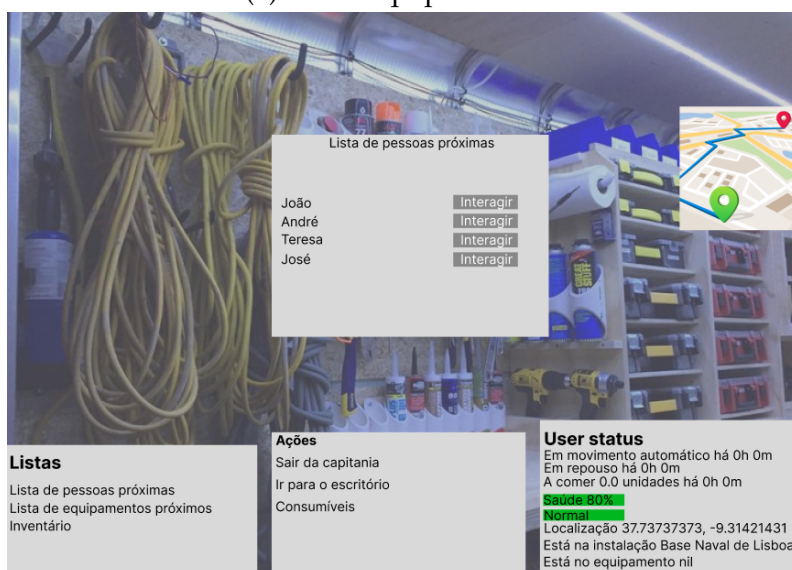 Lista de pessoas próximas
João Interagir
André Interagir
Teresa Interagir
José Interagir
GREAT
STUFF
Listas
Lista de pessoas próximas
Lista de equipamentos próximos
Inventário
Ações
Sair da capitania
Ir para o escritório
Consumíveis
User status
Em movimento automático há 0h 0m
Em repouso há 0h 0m
A comer 0.0 unidades há 0h 0m
Saúde 80%
Normal
Localização 37.73737373, -9.31421431
Está na instalação Base Naval de Lisboa
Está no equipamento nil